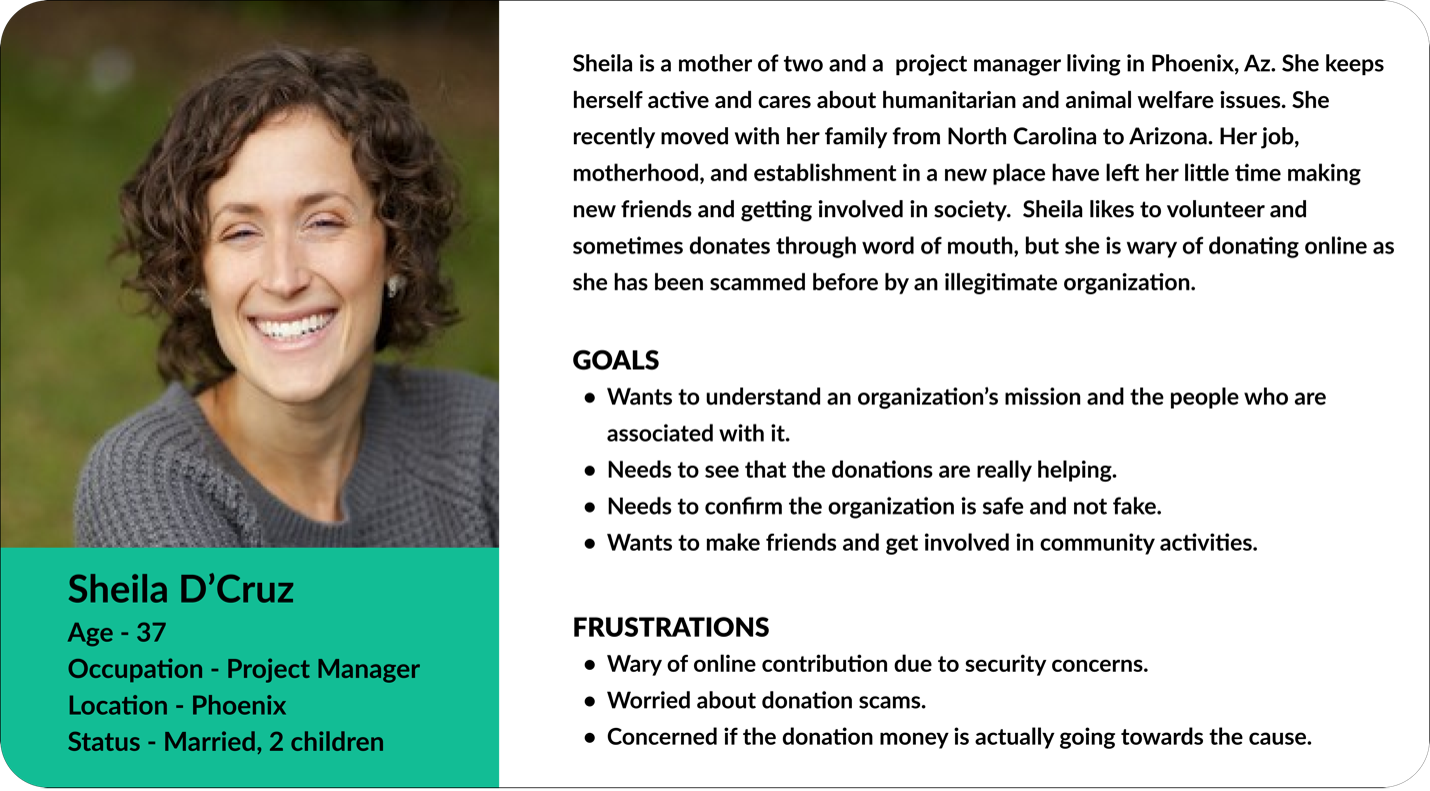 Sheila D’Cruz
Age - 37
Occupation - Project Manager
Location - Phoenix
Status - Married, 2 children
Sheila is a mother of two and a  project manager living in Phoenix, Az. She keeps
herself active and cares about humanitarian and animal welfare issues. She
recently moved with her family from North Carolina to Arizona. Her job,
motherhood, and establishment in a new place have left her little time making
new friends and getting involved in society.  Sheila likes to volunteer and
sometimes donates through word of mouth, but she is wary of donating online as
she has been scammed before by an illegitimate organization.
GOALS
● Wants to understand an organization’s mission and the people who are
associated with it.
● Needs to see that the donations are really helping.
● Needs to confirm the organization is safe and not fake.
● Wants to make friends and get involved in community activities.
FRUSTRATIONS
● Wary of online contribution due to security concerns.
● Worried about donation scams.
● Concerned if the donation money is actually going towards the cause.